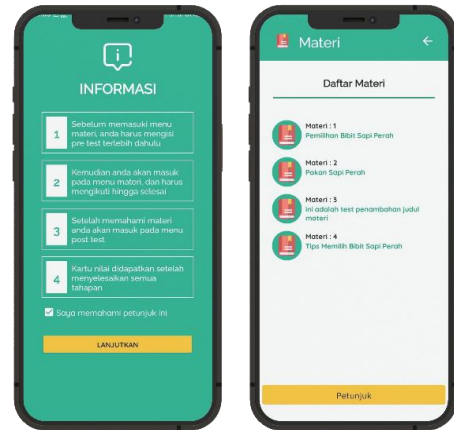 INFORMASI
1
Sebelum memasuki menu
materi, anda harus mengisi
pre test terlebih dahulu
2
Kemudian anda akan masuk
pada menu materi, dan harus
mengikuti hingga selesai
3
Setelah memahami materi
anda akan masuk pada menu
post test
4
Kartu nilai didapatkan setelah
menyelesaikan semua
tahapan
Saya memahami petunjuk ini
LANJUTKAN
Materi
Daftar Materi
Materi : 1
Pemilihan Bibit Sapi Perah
Materi : 2
Pakan Sapi Perah
Materi : 3
ini adalah test penambahan judul
materi
Materi : 4
Tips Memilih Bibit Sapi Perah
Petunjuk